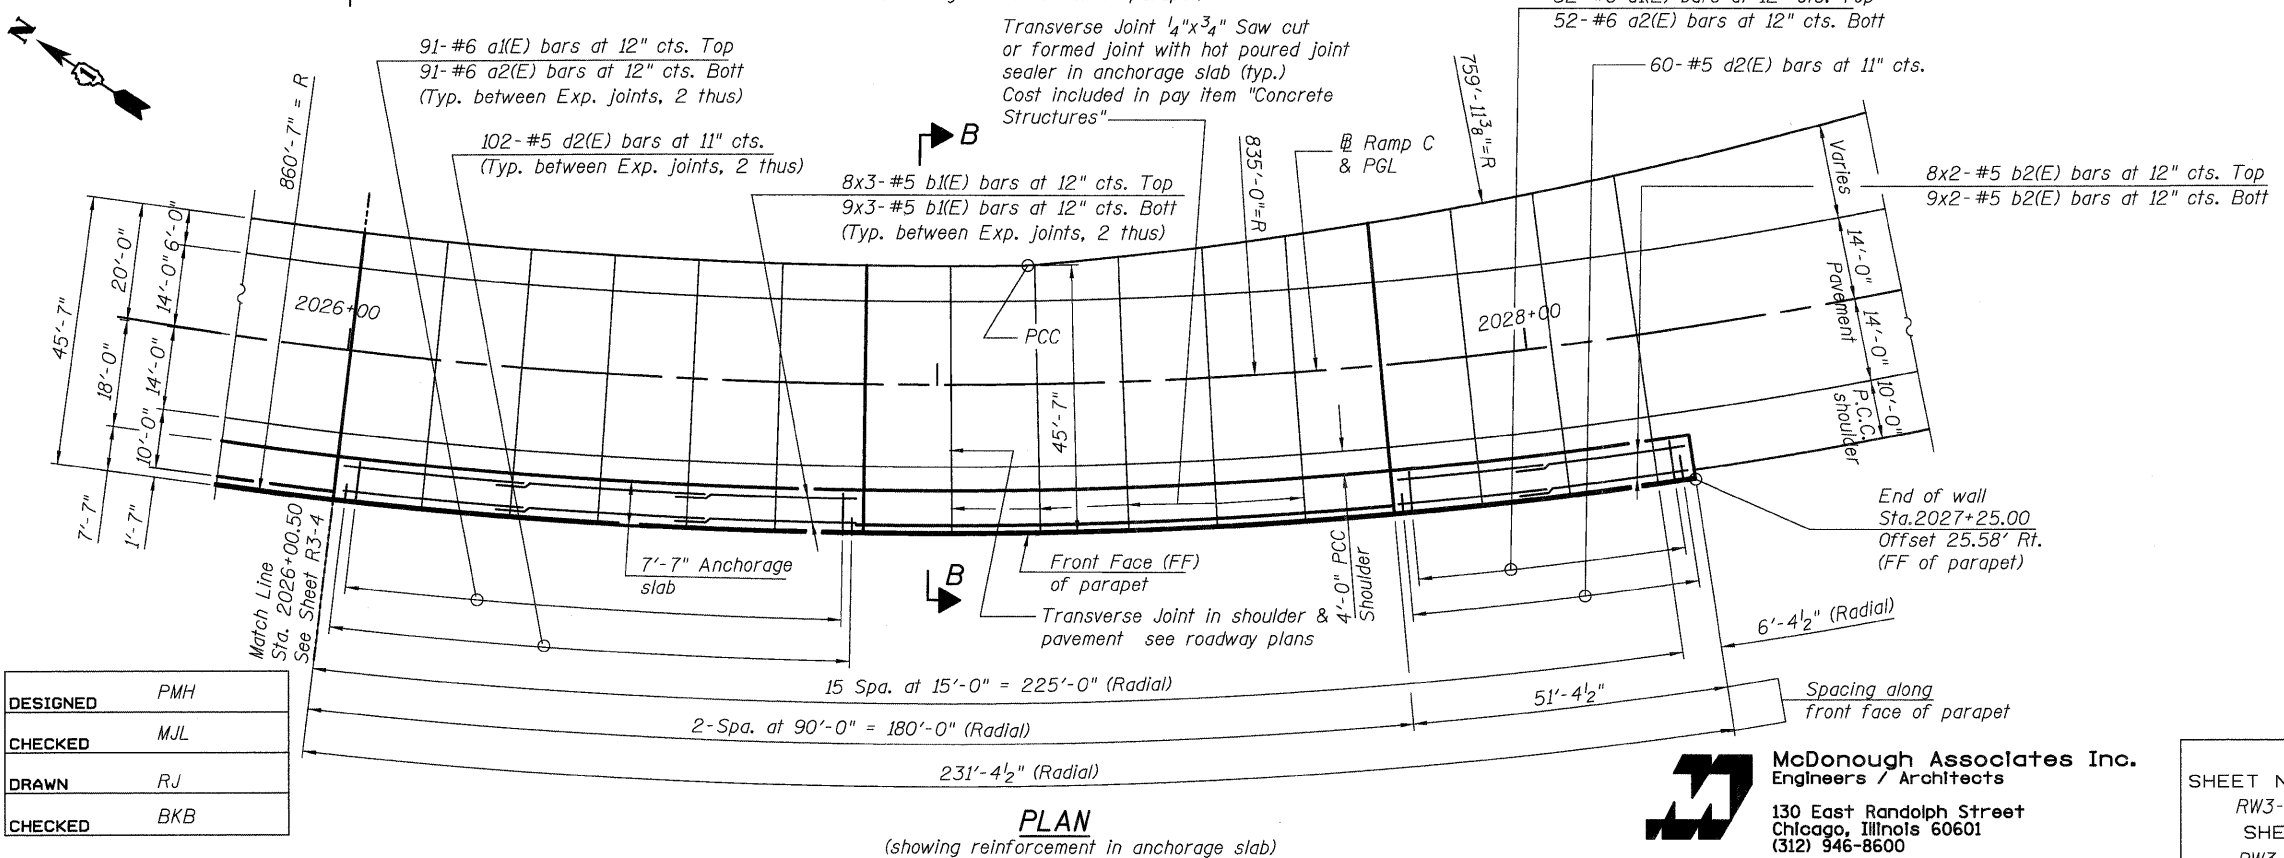 N
91-#6 a1(E) bars at 12" cts. Top
91-#6 a2(E) bars at 12" cts. Bott
(Typ. between Exp. joints, 2 thus)
102-#5 d2(E) bars at 11" cts.
(Typ. between Exp. joints, 2 thus)
8x3-#5 b1(E) bars at 12" cts. Top
9x3-#5 b1(E) bars at 12" cts. Bott
(Typ. between Exp. joints, 2 thus)
Transverse Joint 1/4"x3/4" Saw cut
or formed joint with hot poured joint
sealer in anchorage slab (typ.)
Cost included in pay item "Concrete
Structures"
52-#6 a2(E) bars at 12" cts. Bott
60-#5 d2(E) bars at 11" cts.
8x2-#5 b2(E) bars at 12" cts. Top
9x2-#5 b2(E) bars at 12" cts. Bott
860'-7" = R
835'-0"=R
759'-11 3/8"=R
℄ Ramp C
& PGL
B
45'-7"
20'-0"
18'-0"
7'-7"
6'-0"
14'-0"
14'-0"
10'-0"
1'-7"
2026+00
PCC
45'-7"
2028+00
Varies
14'-0"
14'-0"
Pavement
10'-0"
P.C.C.
shoulder
End of wall
Sta.2027+25.00
Offset 25.58' Rt.
(FF of parapet)
Match Line
Sta. 2026+00.50
See Sheet R3-4
7'-7" Anchorage
slab
B
Front Face (FF)
of parapet
Transverse Joint in shoulder &
pavement see roadway plans
4'-0" PCC
Shoulder
6'-4 1/2" (Radial)
15 Spa. at 15'-0" = 225'-0" (Radial)
2-Spa. at 90'-0" = 180'-0" (Radial)
51'-4 1/2"
231'-4 1/2" (Radial)
Spacing along
front face of parapet
DESIGNED PMH
CHECKED MJL
DRAWN RJ
CHECKED BKB
PLAN
(showing reinforcement in anchorage slab)
McDonough Associates Inc.
Engineers / Architects
130 East Randolph Street
Chicago, Illinois 60601
(312) 946-8600
SHEET N
RW3-
SHE